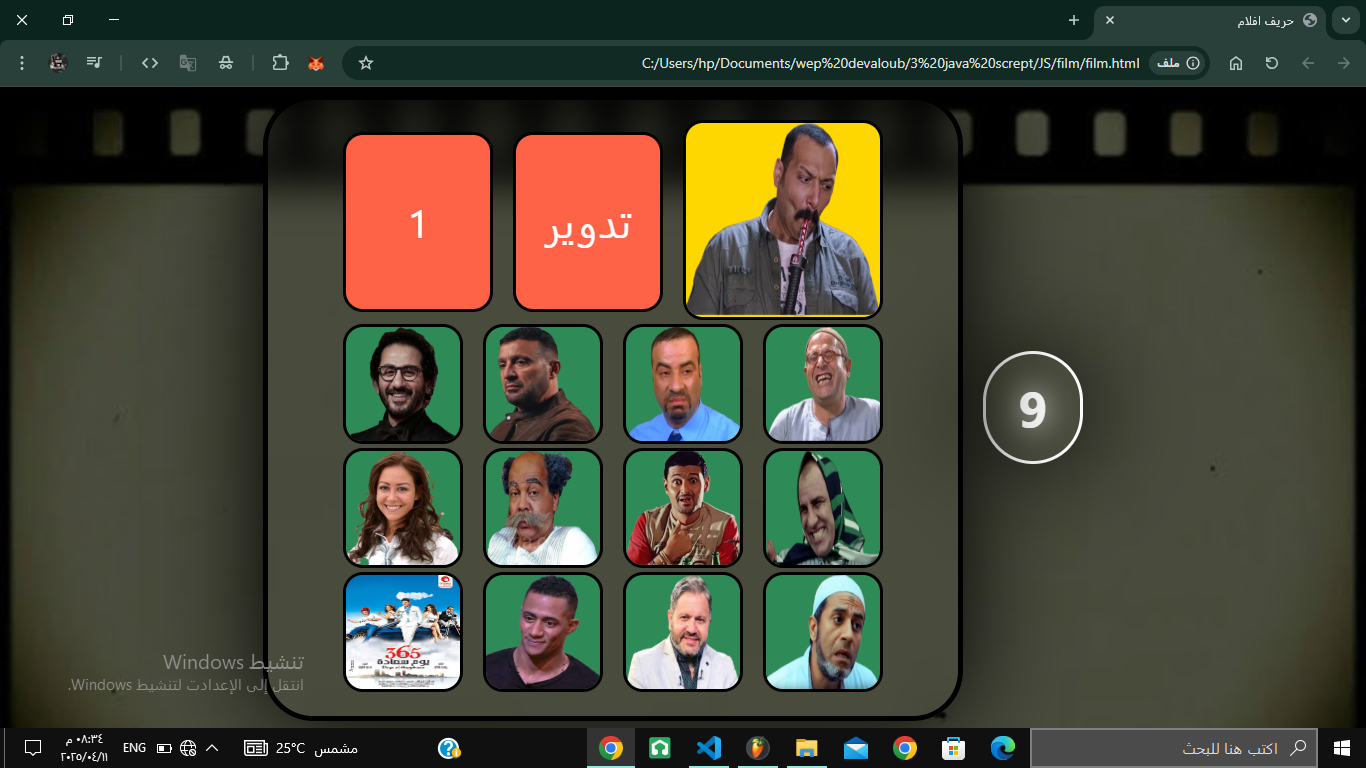 حريف افلام
ملف
C:/Users/hp/Documents/wep%20devaloub/3%20java%20scrept/JS/film/film.html
تدوير
1
9
365
يوم سعادة
تنشيط Windows
انتقل إلى الإعدادت لتنشيط Windows.
اكتب هنا للبحث
مشمس 25°C
ENG
٠٨:٣٤ م
٢٠٢٥/٠٤/١١